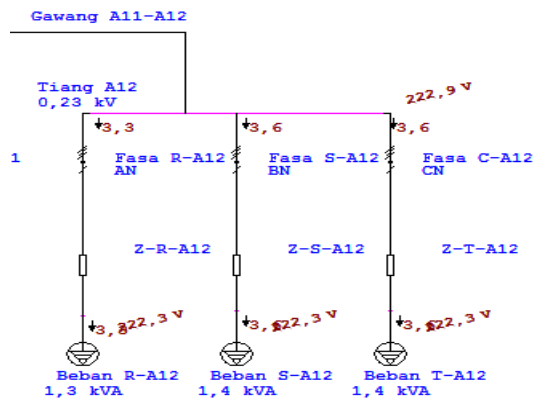 Gawang A11-A12
Tiang A12
0,23 kV
222,9 V
3,3
3,6
3,6
1
Fasa R-A12
AN
Fasa S-A12
BN
Fasa C-A12
CN
Z-R-A12
Z-S-A12
Z-T-A12
222,3 V
222,3 V
222,3 V
Beban R-A12
1,3 kVA
Beban S-A12
1,4 kVA
Beban T-A12
1,4 kVA